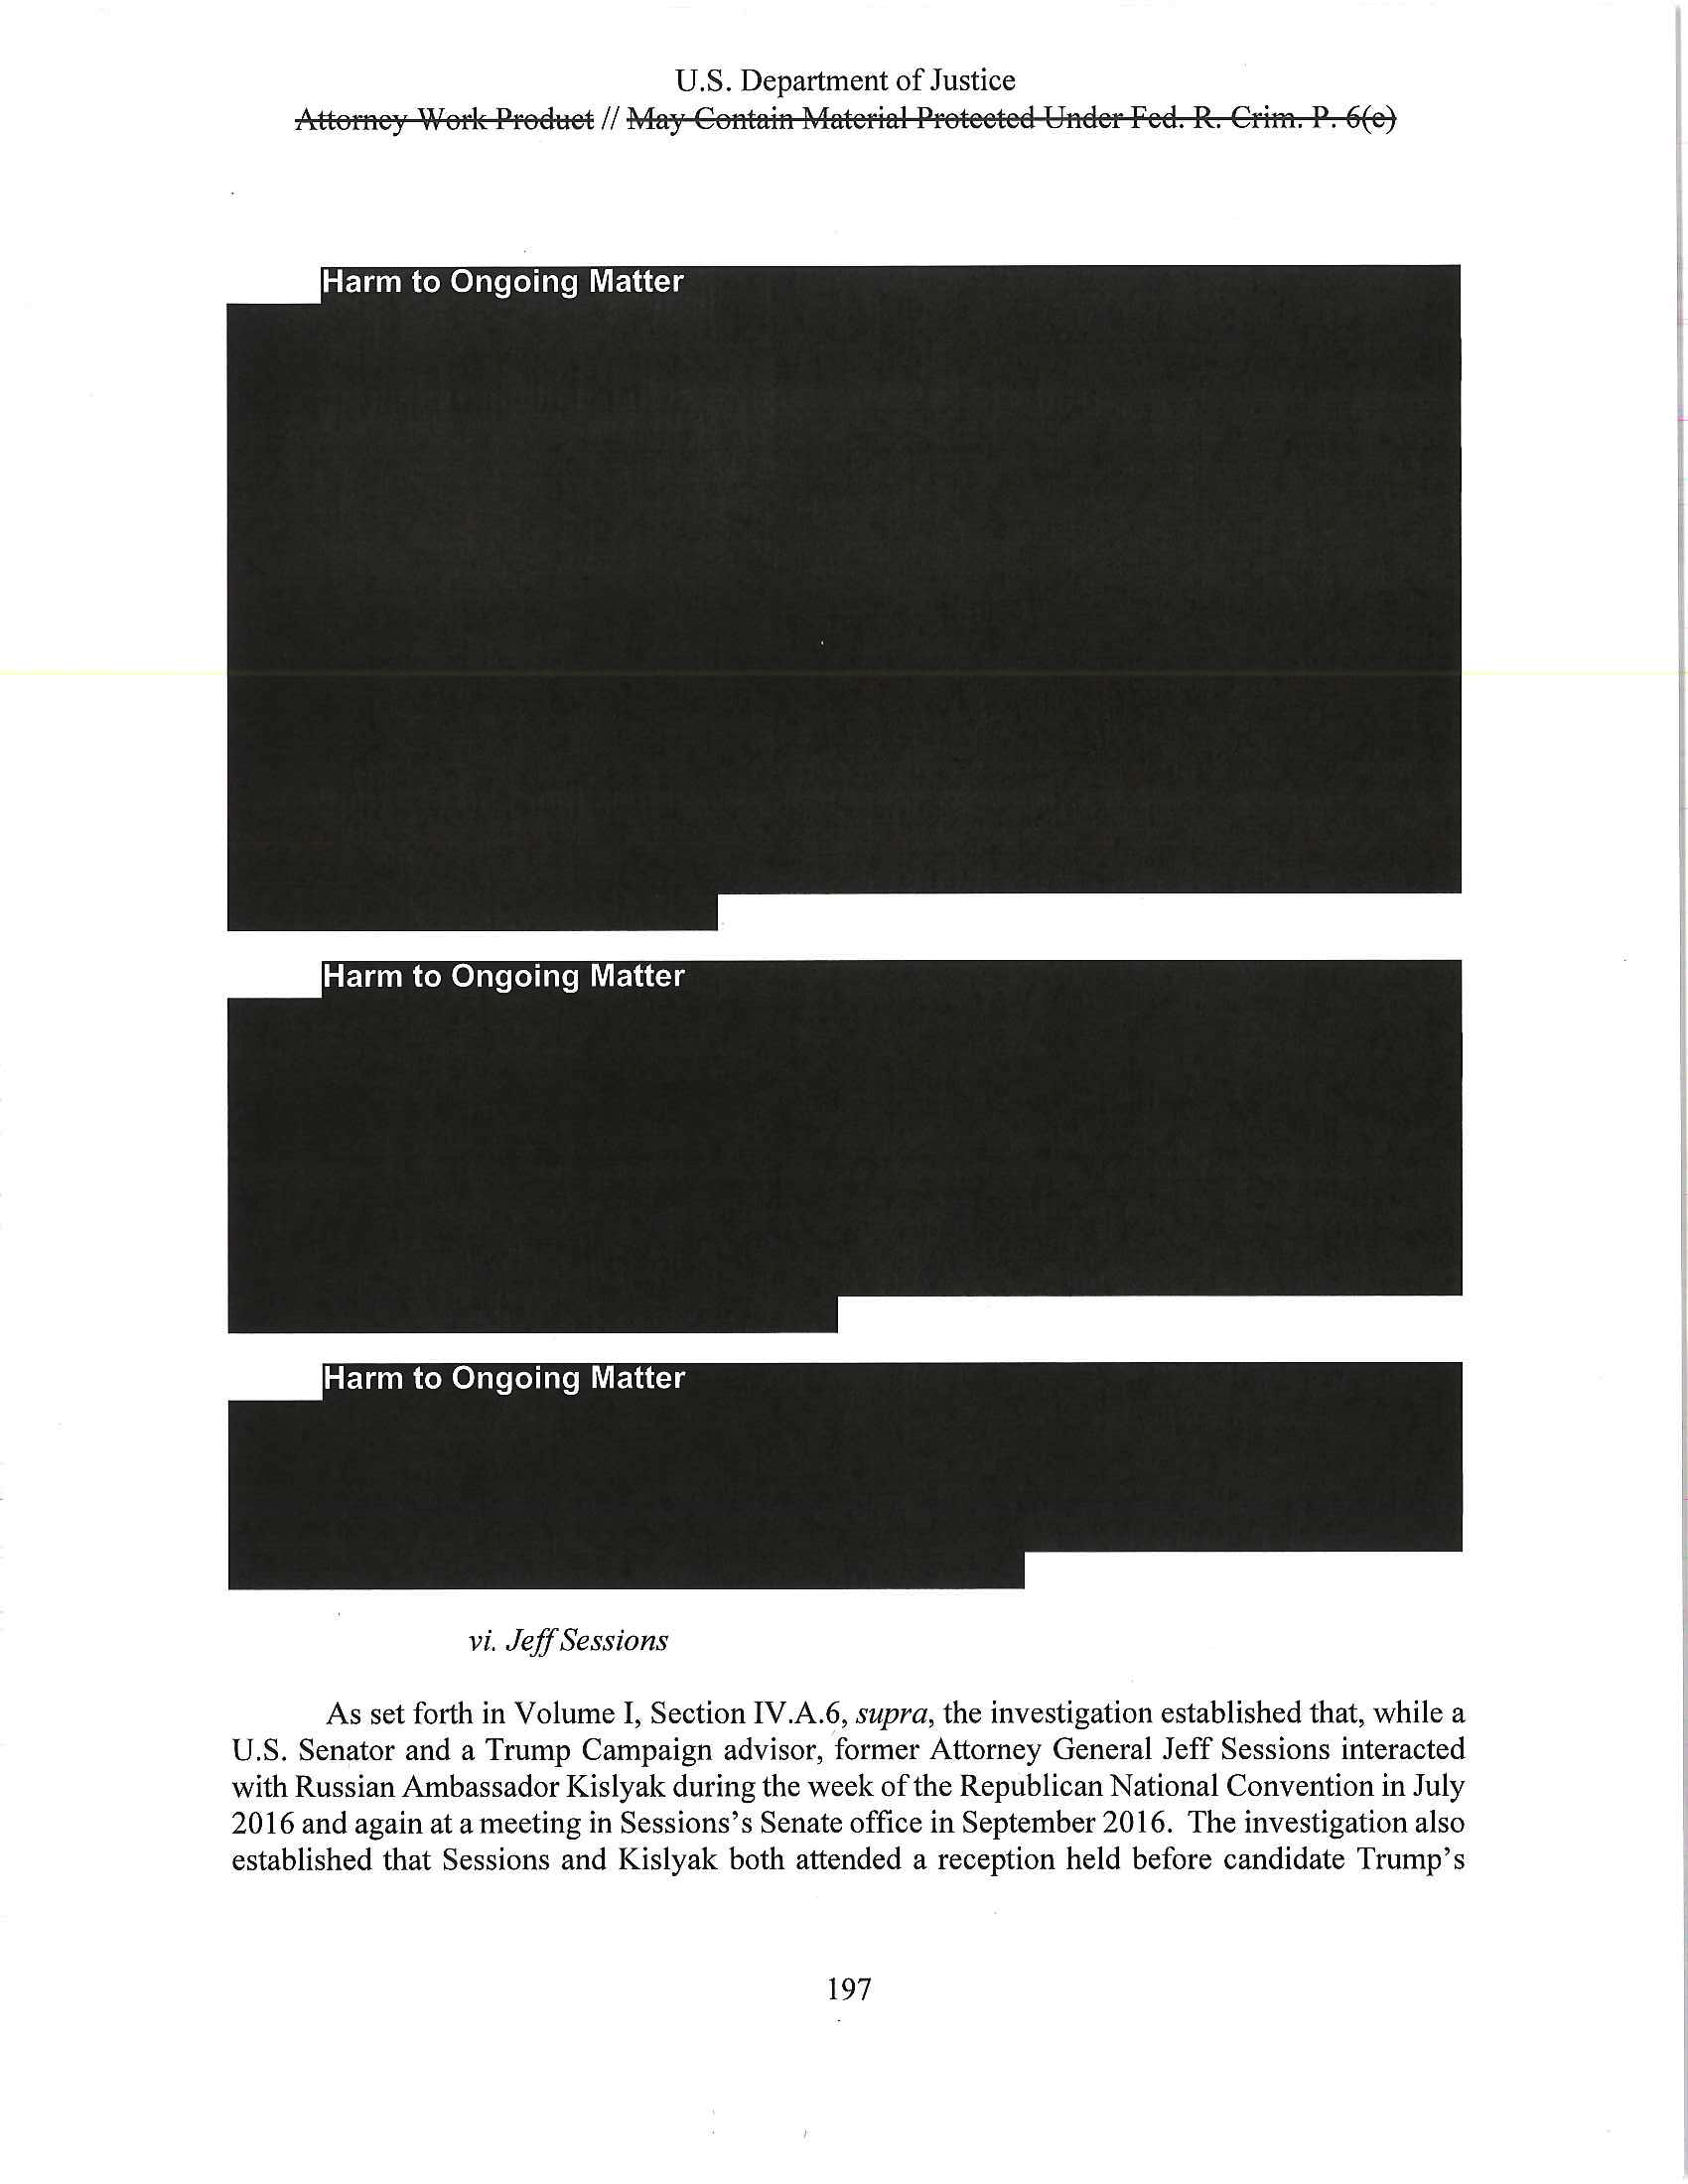 U.S. Department of Justice
Attorney Work Product // May Contain Material Protected Under Fed. R. Crim. P. 6(e)
Harm to Ongoing Matter
Harm to Ongoing Matter
Harm to Ongoing Matter
vi. Jeff Sessions
As set forth in Volume I, Section IV.A.6, supra, the investigation established that, while a
U.S. Senator and a Trump Campaign advisor, former Attorney General Jeff Sessions interacted
with Russian Ambassador Kislyak during the week of the Republican National Convention in July
2016 and again at a meeting in Sessions's Senate office in September 2016. The investigation also
established that Sessions and Kislyak both attended a reception held before candidate Trump's
197